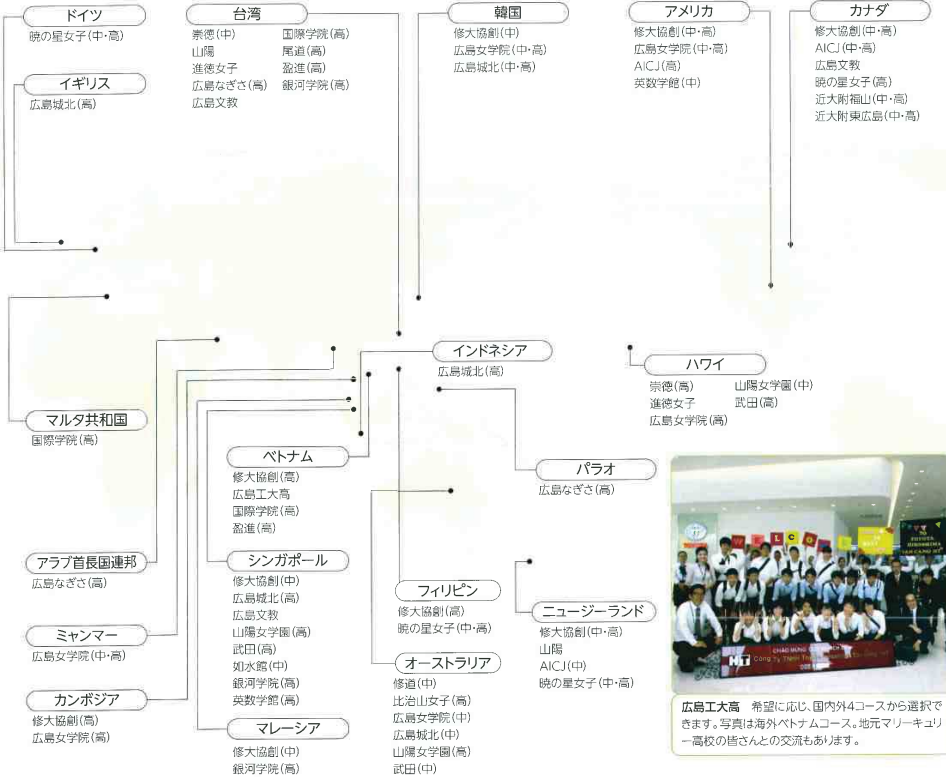 ドイツ
暁の星女子(中・高)
イギリス
広島城北(高)
台湾
崇徳(中)
山陽
進徳女子
広島なぎさ(高)
広島文教
国際学院(高)
尾道(高)
盈進(高)
銀河学院(高)
韓国
修大協創(中)
広島女学院(中・高)
広島城北(中・高)
アメリカ
修大協創(中・高)
広島女学院(中・高)
AICJ(高)
英数学館(中)
カナダ
修大協創(中・高)
AICJ(中・高)
広島文教
暁の星女子(高)
近大附福山(中・高)
近大附東広島(中・高)
インドネシア
広島城北(高)
ハワイ
崇徳(高)
進徳女子
広島女学院(高)
山陽女学園(中)
武田(高)
マルタ共和国
国際学院(高)
ベトナム
修大協創(高)
広島工大高
国際学院(高)
盈進(高)
パラオ
広島なぎさ(高)
アラブ首長国連邦
広島なぎさ(高)
シンガポール
修大協創(中)
広島城北(高)
広島文教
山陽女学園(高)
武田(高)
如水館(中)
銀河学院(高)
英数学館(高)
フィリピン
修大協創(高)
暁の星女子(中・高)
ニュージーランド
修大協創(中・高)
山陽
AICJ(中)
暁の星女子(中・高)
ミャンマー
広島女学院(中・高)
オーストラリア
修道(中)
比治山女子(高)
広島女学院(中)
広島城北(中)
山陽女学園(高)
武田(中)
カンボジア
修大協創(高)
広島女学院(高)
マレーシア
修大協創(中)
銀河学院(高)
WELCOME
TO
TOYOTA
HIROSHIMA
TAN CANG
HT
広島工大高 希望に応じ、国内外4コースから選択で
きます。写真は海外ベトナムコース。地元マリーキュリ
ー高校の皆さんとの交流もあります。